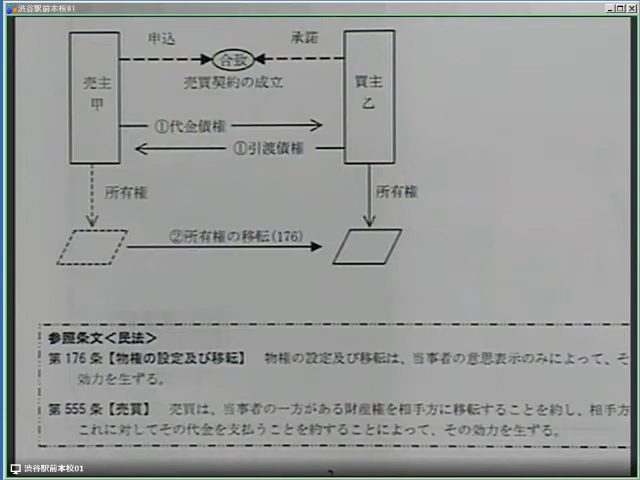 渋谷駅前本校01
申込
承諾
合致
売買契約の成立
売主
甲
買主
乙
①代金債権
①引渡債権
所有権
所有権
②所有権の移転(176)
参照条文<民法>
第176条【物権の設定及び移転】 物権の設定及び移転は、当事者の意思表示のみによって、そ
効力を生ずる。
第555条【売買】 売買は、当事者の一方がある財産権を相手方に移転することを約し、相手方
これに対してその代金を支払うことを約することによって、その効力を生ずる。
渋谷駅前本校01